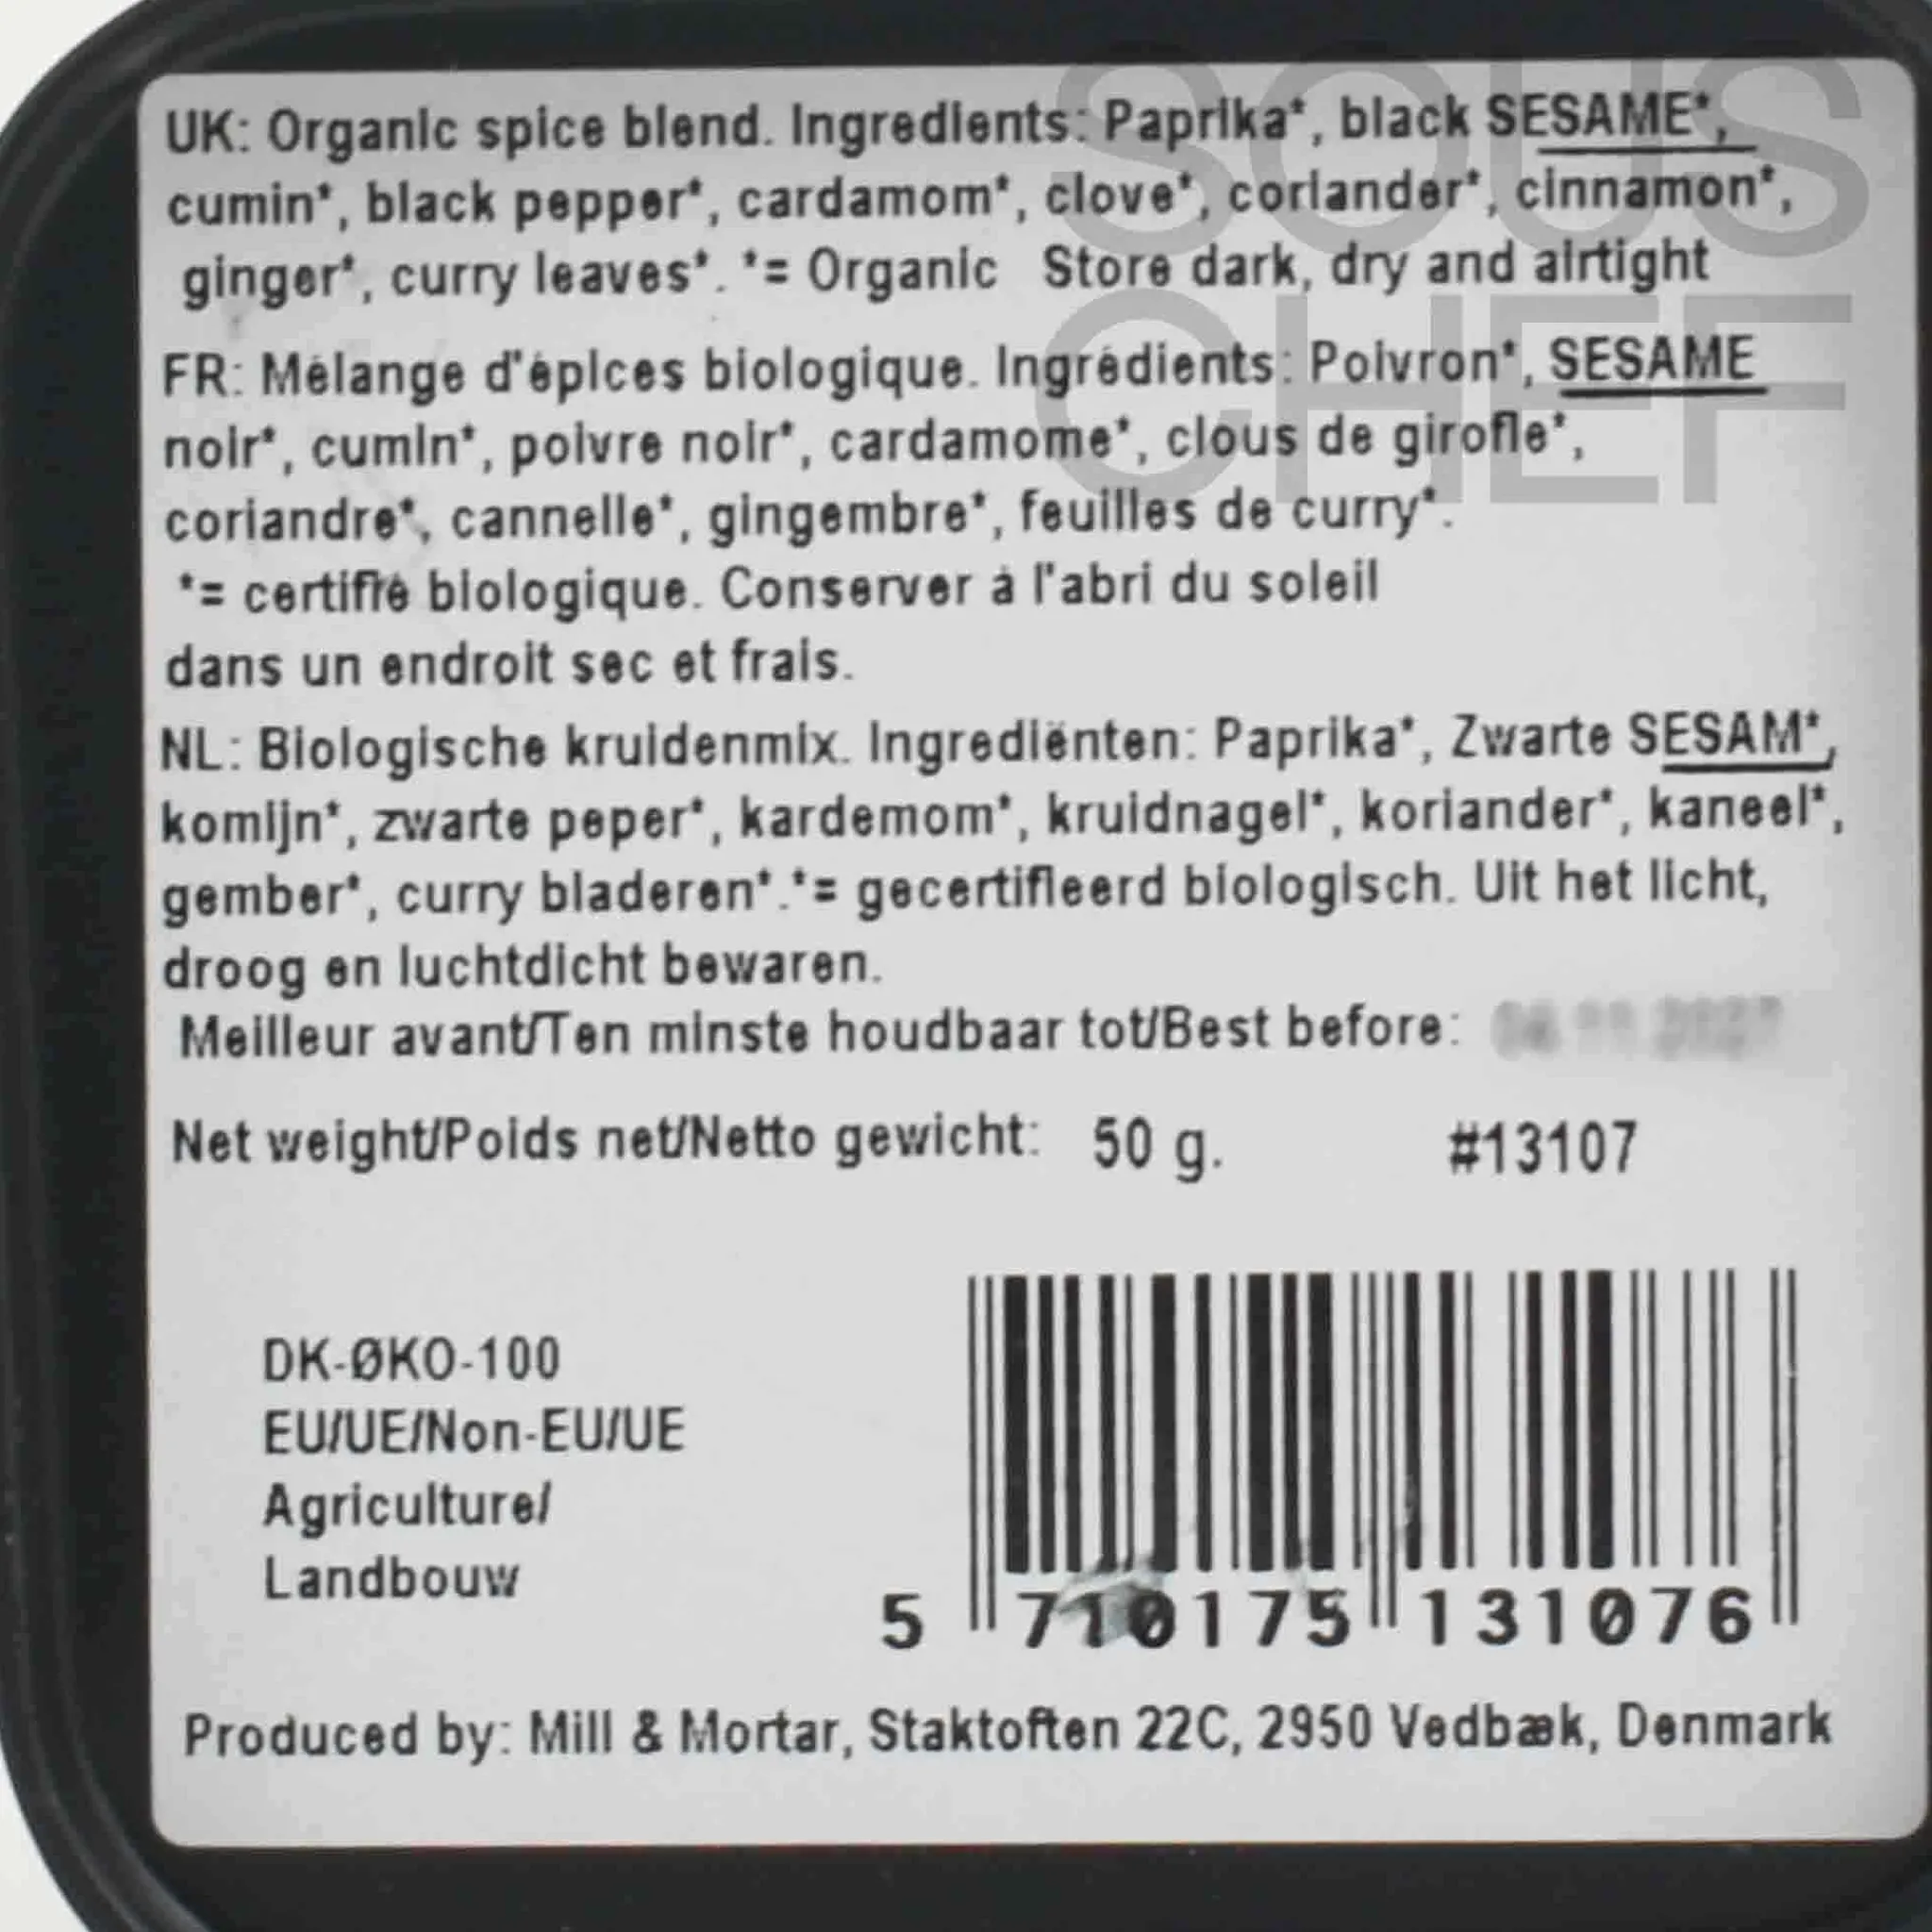 SOUS
CHEF
UK: Organic spice blend. Ingredients: Paprika*, black SESAME*,
cumin*, black pepper*, cardamom*, clove*, coriander*, cinnamon*,
ginger*, curry leaves*. *= Organic Store dark, dry and airtight
FR: Mélange d'épices biologique. Ingrédients: Poivron*, SESAME
noir*, cumin*, poivre noir*, cardamome*, clous de girofle*,
coriandre*, cannelle*, gingembre*, feuilles de curry*.
*= certifié biologique. Conserver à l'abri du soleil
dans un endroit sec et frais.
NL: Biologische kruidenmix. Ingrediënten: Paprika*, Zwarte SESAM*,
komijn*, zwarte peper*, kardemom*, kruidnagel*, koriander*, kaneel*,
gember*, curry bladeren*.*= gecertifieerd biologisch. Uit het licht,
droog en luchtdicht bewaren.
Meilleur avant/Ten minste houdbaar tot/Best before:
Net weight/Poids net/Netto gewicht: 50 g. #13107
DK-ØKO-100
EU/UE/Non-EU/UE
Agriculture/
Landbouw
5 710175 131076
Produced by: Mill & Mortar, Staktoften 22C, 2950 Vedbæk, Denmark